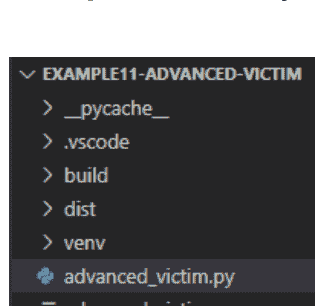 EXAMPLE11-ADVANCED-VICTIM
__pycache__
.vscode
build
dist
venv
advanced_victim.py